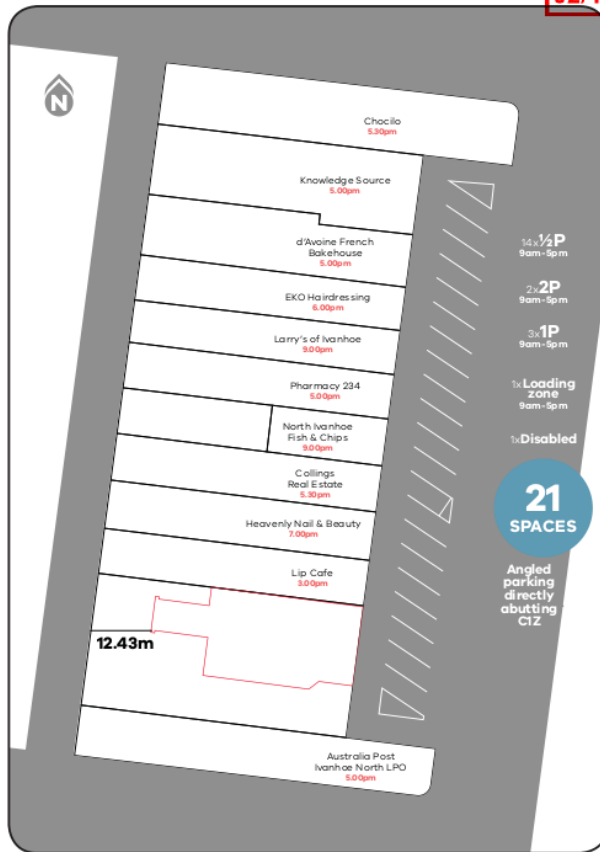 N
Chocilo
5.30pm
Knowledge Source
5.00pm
d'Avoine French
Bakehouse
5.00pm
EKO Hairdressing
6.00pm
Larry's of Ivanhoe
9.00pm
Pharmacy 234
5.00pm
North Ivanhoe
Fish & Chips
9.00pm
Collings
Real Estate
5.30pm
Heavenly Nail & Beauty
7.00pm
Lip Cafe
3.00pm
12.43m
Australia Post
Ivanhoe North LPO
5.00pm
14x½P
9am-5pm
2x2P
9am-5pm
3x1P
9am-5pm
1xLoading
zone
9am-5pm
1xDisabled
21
SPACES
Angled
parking
directly
abutting
C1Z